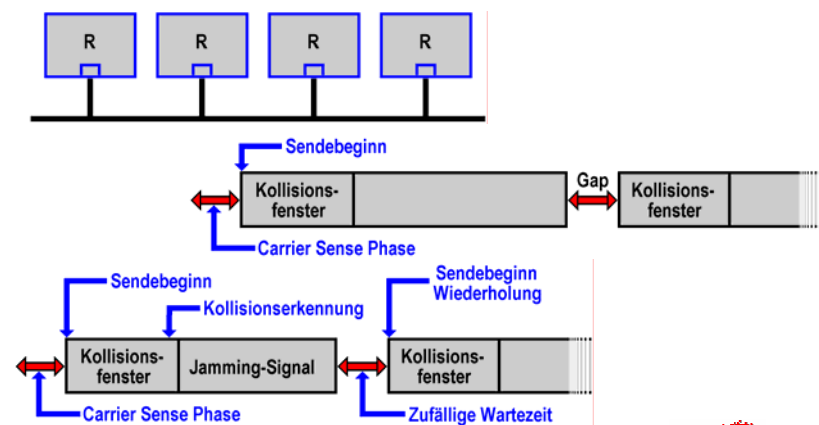 R R R R
Sendebeginn
Kollisions-
fenster
Gap
Kollisions-
fenster
Carrier Sense Phase
Sendebeginn
Kollisionserkennung
Sendebeginn
Wiederholung
Kollisions-
fenster
Jamming-Signal
Kollisions-
fenster
Carrier Sense Phase
Zufällige Wartezeit